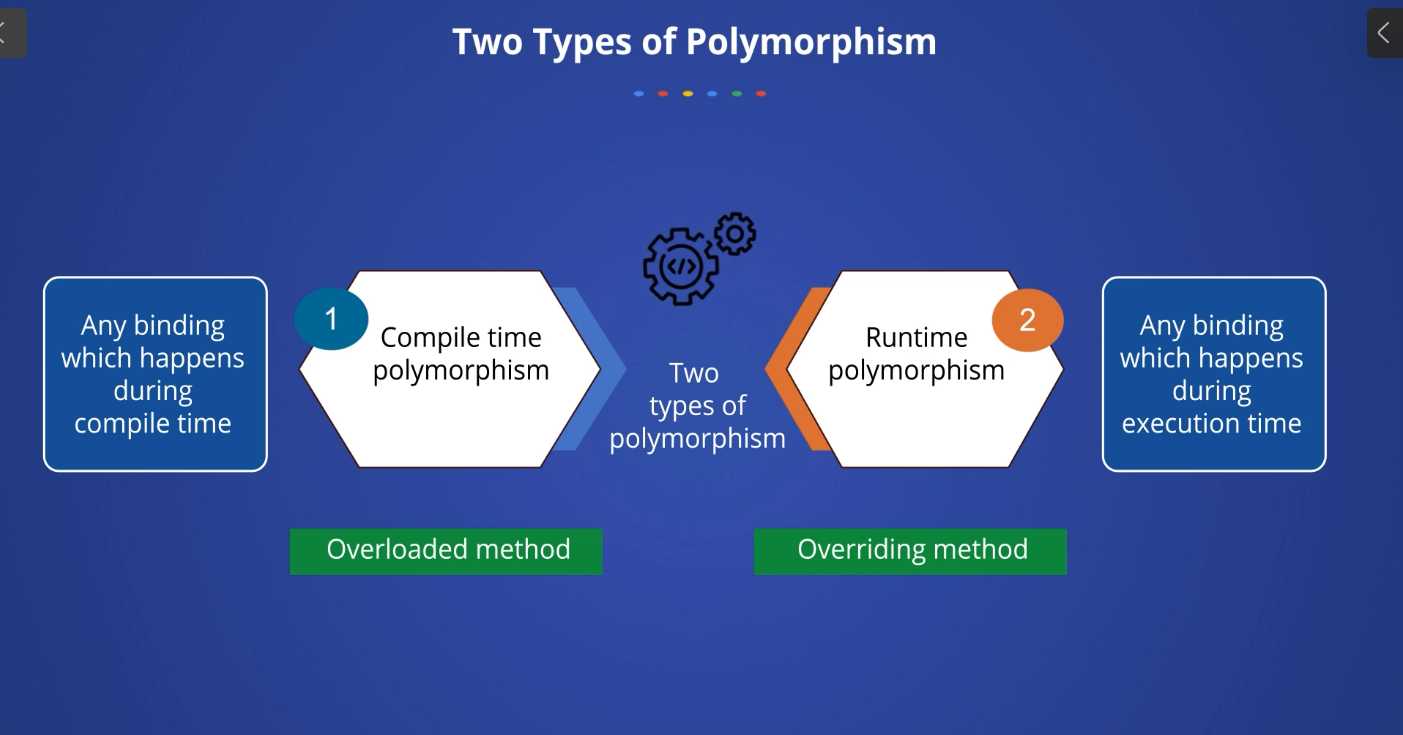 Two Types of Polymorphism
Any binding
which happens
during
compile time
1
Compile time
polymorphism
</>
Two
types of
polymorphism
2
Runtime
polymorphism
Any binding
which happens
during
execution time
Overloaded method
Overriding method